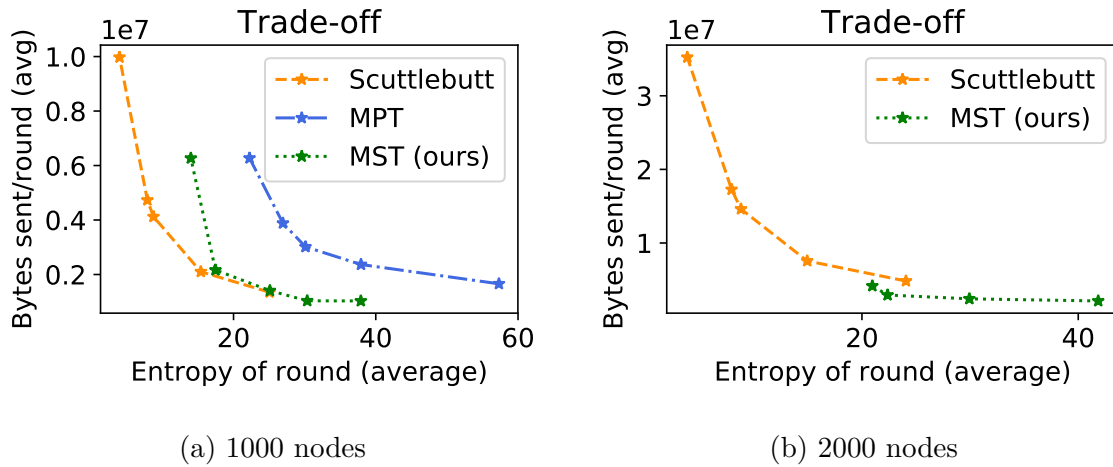 Trade-off
1e7
Bytes sent/round (avg)
1.0
0.8
0.6
0.4
0.2
Scuttlebutt
MPT
MST (ours)
20
40
60
Entropy of round (average)
(a) 1000 nodes
Trade-off
1e7
Bytes sent/round (avg)
3
2
1
Scuttlebutt
MST (ours)
20
40
Entropy of round (average)
(b) 2000 nodes